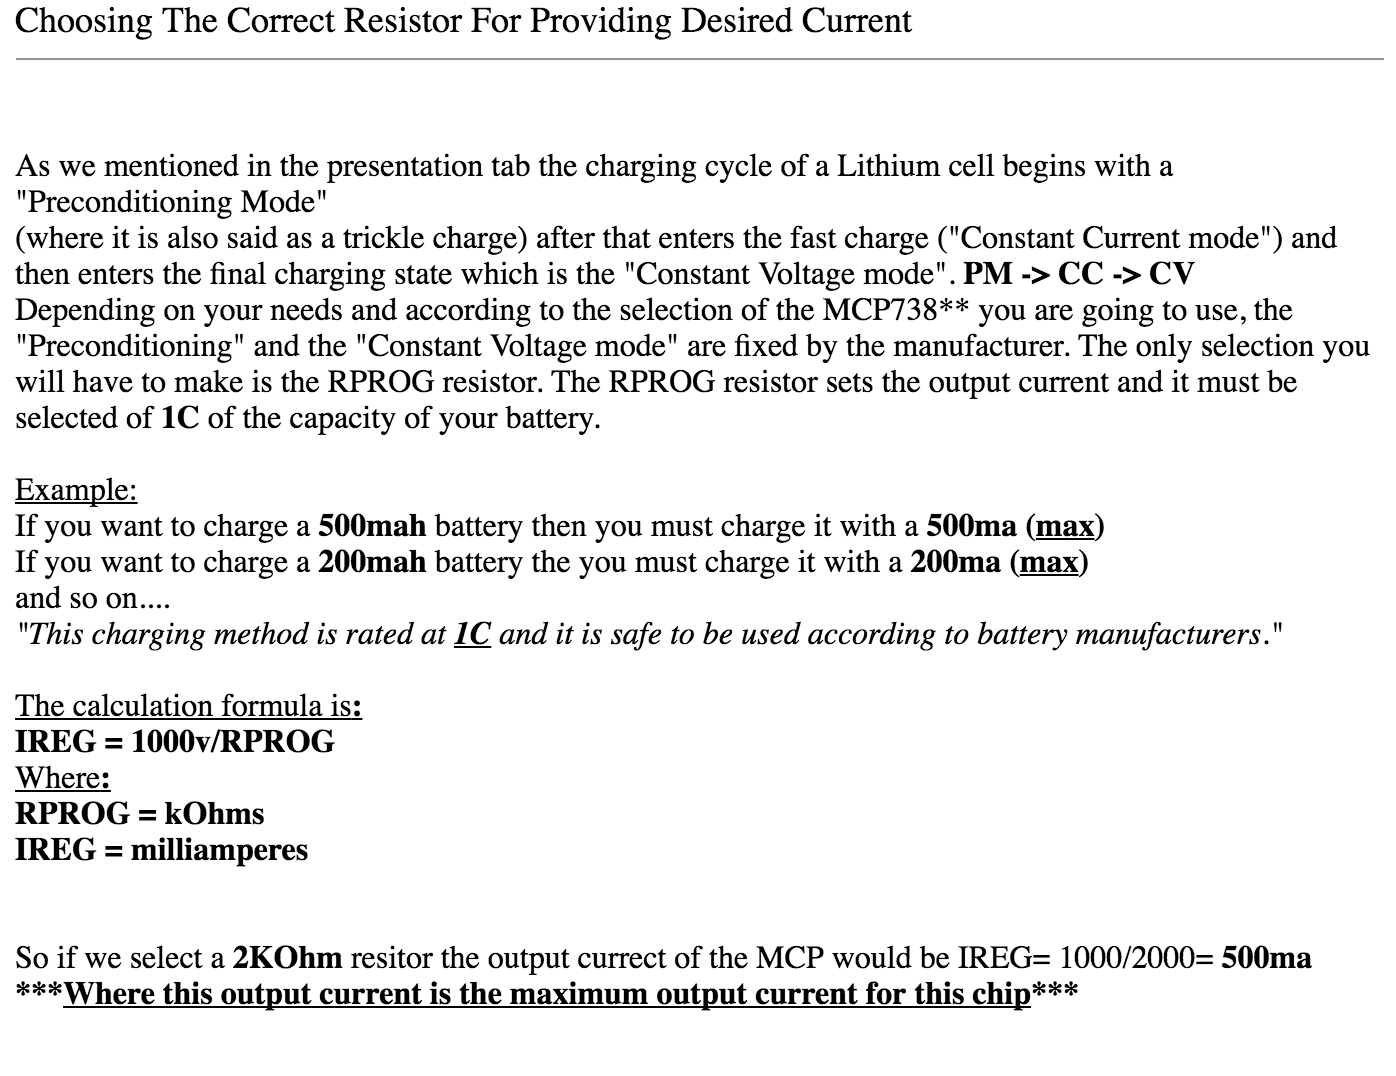 Choosing The Correct Resistor For Providing Desired Current
As we mentioned in the presentation tab the charging cycle of a Lithium cell begins with a
"Preconditioning Mode"
(where it is also said as a trickle charge) after that enters the fast charge ("Constant Current mode") and
then enters the final charging state which is the "Constant Voltage mode". PM -> CC -> CV
Depending on your needs and according to the selection of the MCP738** you are going to use, the
"Preconditioning" and the "Constant Voltage mode" are fixed by the manufacturer. The only selection you
will have to make is the RPROG resistor. The RPROG resistor sets the output current and it must be
selected of 1C of the capacity of your battery.
Example:
If you want to charge a 500mah battery then you must charge it with a 500ma (max)
If you want to charge a 200mah battery the you must charge it with a 200ma (max)
and so on....
"This charging method is rated at 1C and it is safe to be used according to battery manufacturers."
The calculation formula is:
IREG = 1000v/RPROG
Where:
RPROG = kOhms
IREG = milliamperes
So if we select a 2KOhm resitor the output currect of the MCP would be IREG= 1000/2000= 500ma
***Where this output current is the maximum output current for this chip***